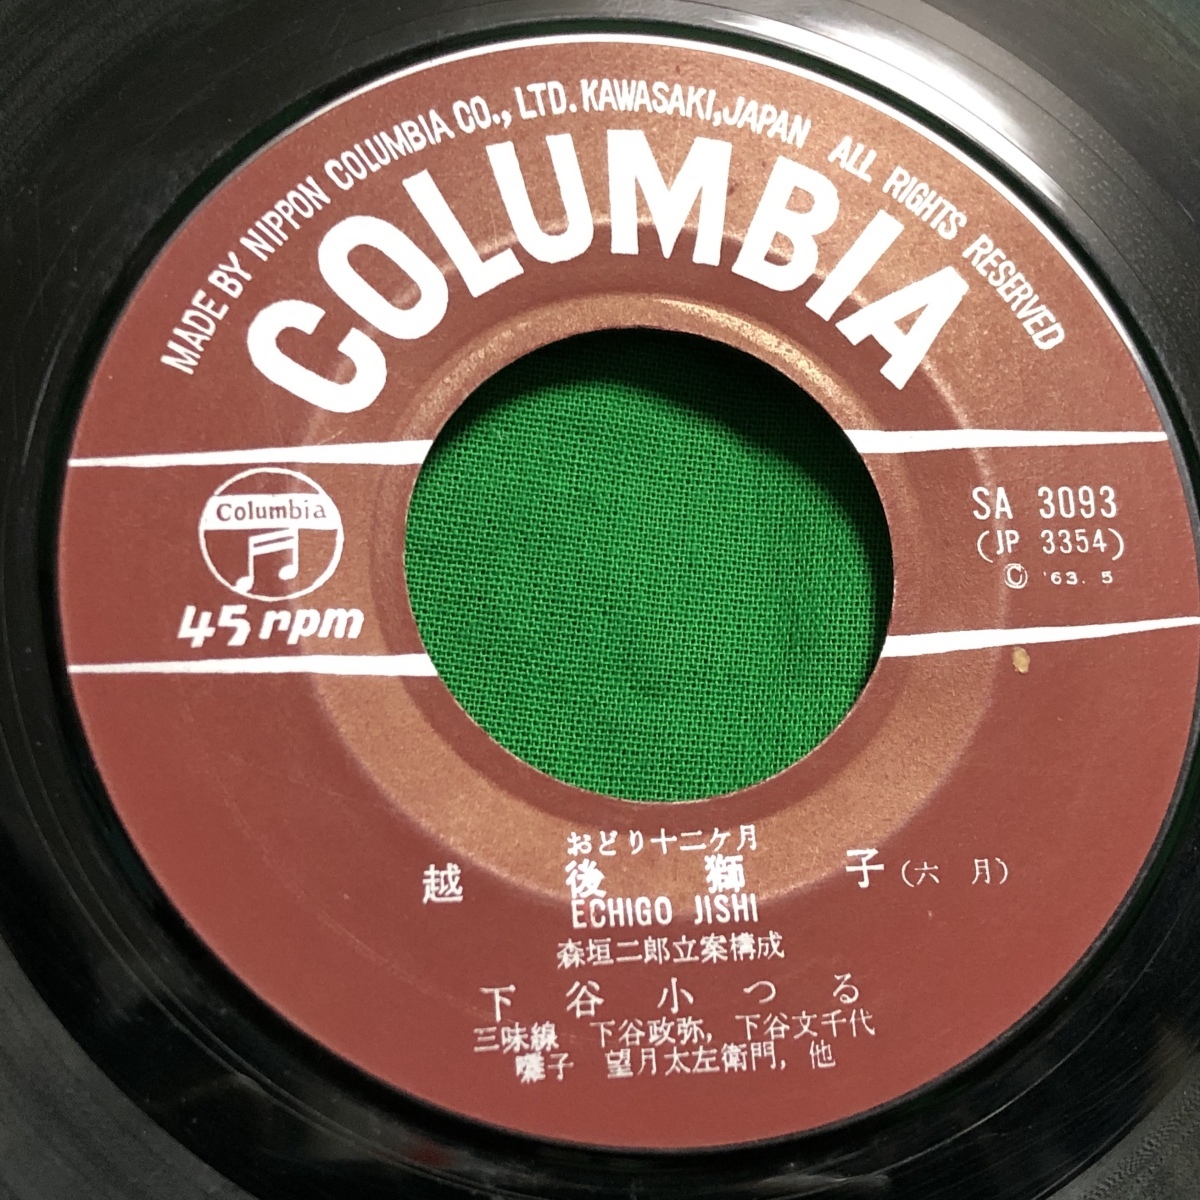 MADE BY NIPPON COLUMBIA CO., LTD. KAWASAKI, JAPAN ALL RIGHTS RESERVED
COLUMBIA
Columbia
45 rpm
SA 3093
(JP 3354)
Ⓒ '63. 5
おどり十二ケ月
越後獅子(六月)
ECHIGO JISHI
森垣二郎立案構成
下谷小つる
三味線 下谷政弥, 下谷文千代
囃子 望月太左衛門, 他